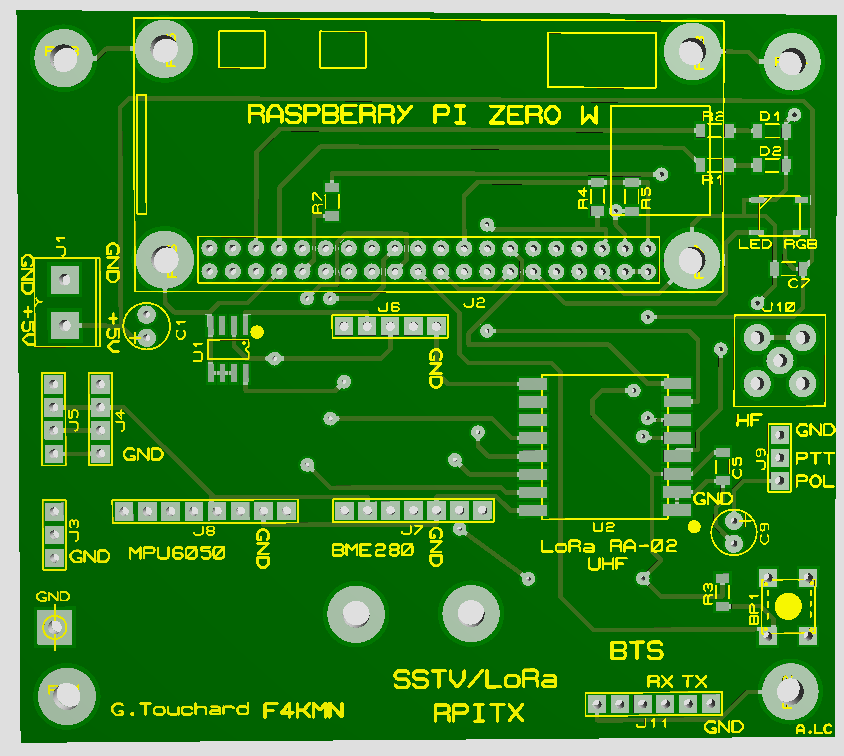 RASPBERRY PI ZERO W
R2
D1
D2
R1
R7
R4
R5
LED RGB
C7
J1
GND
GND
+5V
+5V
C1
J2
J6
GND
U1
J10
HF
J5
J4
GND
J9
GND
PTT
POL
C5
GND
C9
J3
GND
J8
MPU6050
GND
J7
BME280
GND
U2
LoRa RA-02
UHF
R3
BP1
GND
BTS
SSTV/LoRa
RPITX
RX TX
J11
GND
G.Touchard F4KMN
A.LC